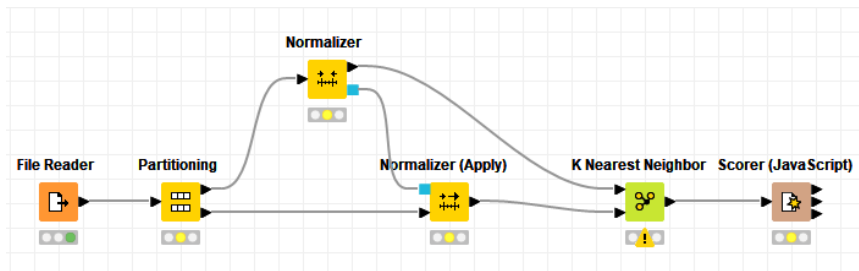 Normalizer
File Reader
Partitioning
Normalizer (Apply)
K Nearest Neighbor
Scorer (JavaScript)